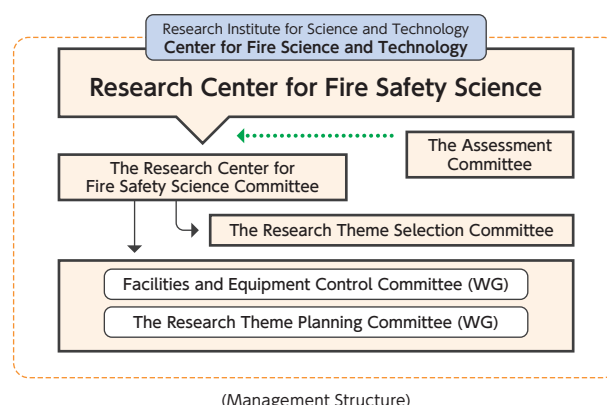 Research Institute for Science and Technology
Center for Fire Science and Technology
Research Center for Fire Safety Science
The Assessment
Committee
The Research Center for
Fire Safety Science Committee
The Research Theme Selection Committee
Facilities and Equipment Control Committee (WG)
The Research Theme Planning Committee (WG)
(Management Structure)